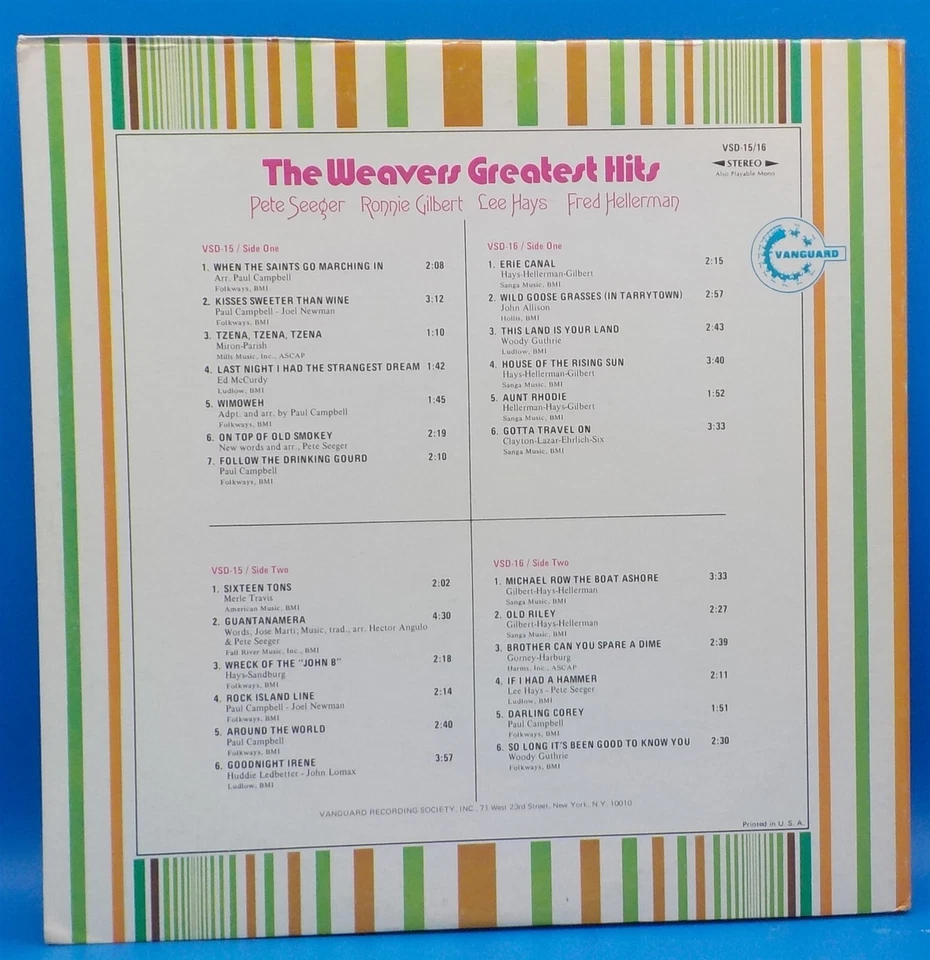 VSD-15/16
STEREO
Also Playable Mono
The Weavers Greatest Hits
Pete Seeger Ronnie Gilbert Lee Hays Fred Hellerman
VANGUARD
VSD-15 / Side One
1. WHEN THE SAINTS GO MARCHING IN 2:08
Arr. Paul Campbell
Folkways, BMI
2. KISSES SWEETER THAN WINE 3:12
Paul Campbell - Joel Newman
Folkways, BMI
3. TZENA, TZENA, TZENA 1:10
Miron-Parish
Mills Music, Inc., ASCAP
4. LAST NIGHT I HAD THE STRANGEST DREAM 1:42
Ed McCurdy
Ludlow, BMI
5. WIMOWEH 1:45
Adpt. and arr. by Paul Campbell
Folkways, BMI
6. ON TOP OF OLD SMOKEY 2:19
New words and arr., Pete Seeger
7. FOLLOW THE DRINKING GOURD 2:10
Paul Campbell
Folkways, BMI
VSD-16 / Side One
1. ERIE CANAL 2:15
Hays-Hellerman-Gilbert
Sanga Music, BMI
2. WILD GOOSE GRASSES (IN TARRYTOWN) 2:57
John Allison
Hollis, BMI
3. THIS LAND IS YOUR LAND 2:43
Woody Guthrie
Ludlow, BMI
4. HOUSE OF THE RISING SUN 3:40
Hays-Hellerman-Gilbert
Sanga Music, BMI
5. AUNT RHODIE 1:52
Hellerman-Hays-Gilbert
Sanga Music, BMI
6. GOTTA TRAVEL ON 3:33
Clayton-Lazar-Ehrlich-Six
Sanga Music, BMI
VSD-15 / Side Two
1. SIXTEEN TONS 2:02
Merle Travis
American Music, BMI
2. GUANTANAMERA 4:30
Words, Jose Marti; Music, trad., arr. Hector Angulo
& Pete Seeger
Fall River Music, Inc., BMI
3. WRECK OF THE "JOHN B" 2:18
Hays-Sandburg
Folkways, BMI
4. ROCK ISLAND LINE 2:14
Paul Campbell - Joel Newman
Folkways, BMI
5. AROUND THE WORLD 2:40
Paul Campbell
Folkways, BMI
6. GOODNIGHT IRENE 3:57
Huddie Ledbetter - John Lomax
Ludlow, BMI
VSD-16 / Side Two
1. MICHAEL ROW THE BOAT ASHORE 3:33
Gilbert-Hays-Hellerman
Sanga Music, BMI
2. OLD RILEY 2:27
Gilbert-Hays-Hellerman
Sanga Music, BMI
3. BROTHER CAN YOU SPARE A DIME 2:39
Gorney-Harburg
Harms, Inc., ASCAP
4. IF I HAD A HAMMER 2:11
Lee Hays - Pete Seeger
Ludlow, BMI
5. DARLING COREY 1:51
Paul Campbell
Folkways, BMI
6. SO LONG IT'S BEEN GOOD TO KNOW YOU 2:30
Woody Guthrie
Folkways, BMI
VANGUARD RECORDING SOCIETY, INC., 71 West 23rd Street, New York, N.Y. 10010
Printed in U. S. A.